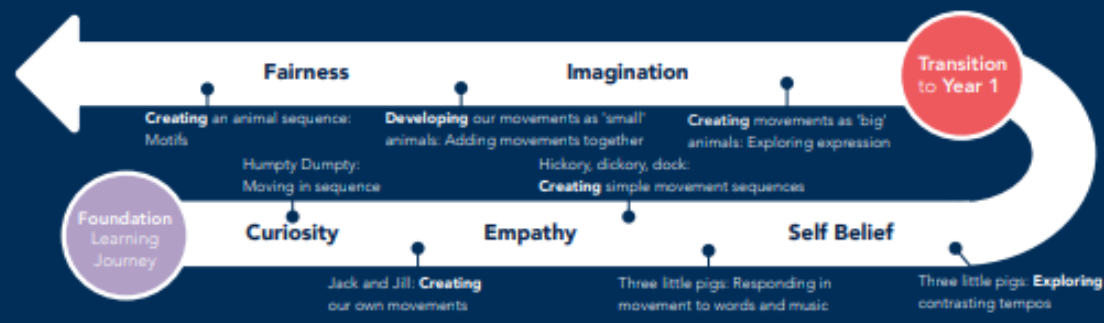 Fairness
Imagination
Transition
to Year 1
Creating an animal sequence:
Motifs
Developing our movements as 'small'
animals: Adding movements together
Creating movements as 'big'
animals: Exploring expression
Humpty Dumpty:
Moving in sequence
Hickory, dickory, dock:
Creating simple movement sequences
Foundation
Learning
Journey
Curiosity
Empathy
Self Belief
Jack and Jill: Creating
our own movements
Three little pigs: Responding in
movement to words and music
Three little pigs: Exploring
contrasting tempos